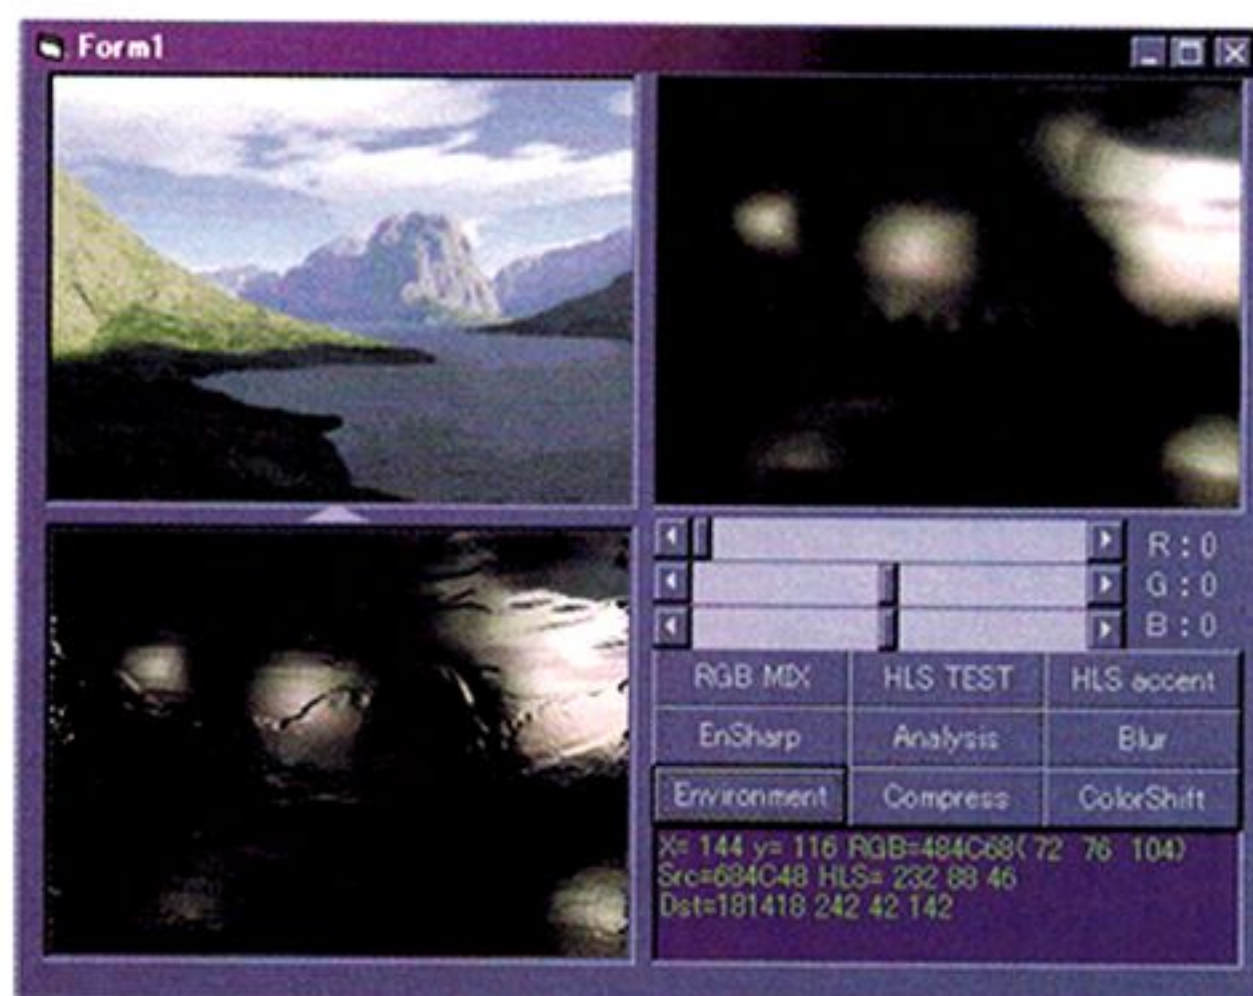 Form1
R : 0
G : 0
B : 0
RGB MIX HLS TEST HLS accent
EnSharp Analysis Blur
Environment Compress ColorShift
X= 144 y= 116 RGB=484C68( 72 76 104)
Src=684C48 HLS= 232 88 46
Dst=181418 242 42 142